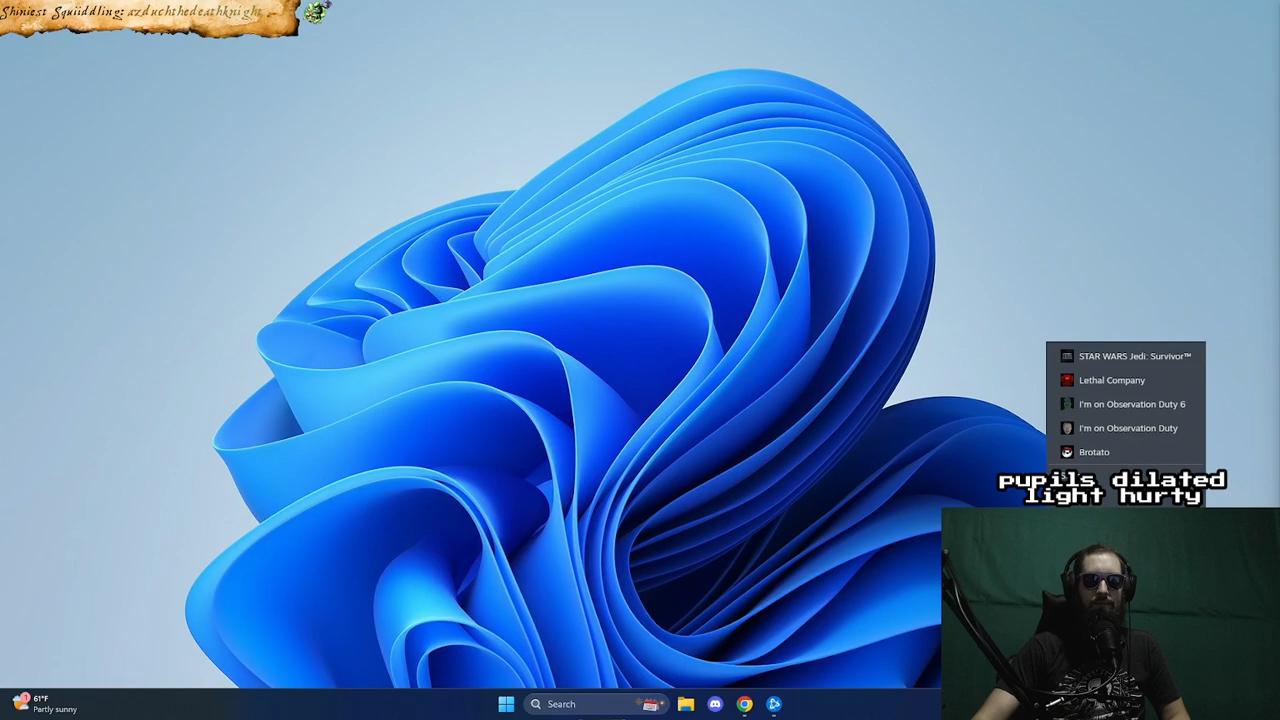 Shiniest Squiddling: azduchthedeathknight
STAR WARS Jedi: Survivor™
Lethal Company
I'm on Observation Duty 6
I'm on Observation Duty
Brotato
pupils dilated
light hurty
1
61°F
Partly sunny
Search